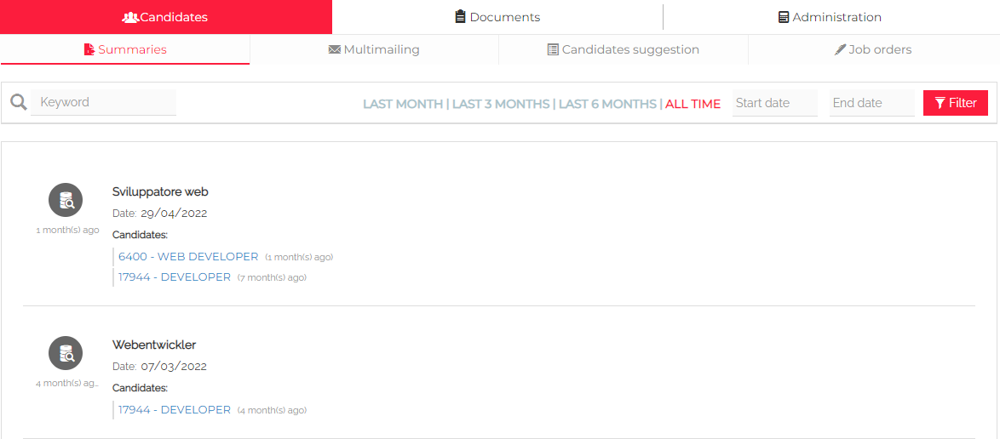 Candidates Documents Administration
Summaries Multimailing Candidates suggestion Job orders
Keyword LAST MONTH | LAST 3 MONTHS | LAST 6 MONTHS | ALL TIME Start date End date Filter
Sviluppatore web
Date: 29/04/2022
1 month(s) ago
Candidates:
6400 - WEB DEVELOPER (1 month(s) ago)
17944 - DEVELOPER (7 month(s) ago)
Webentwickler
Date: 07/03/2022
4 month(s) ag...
Candidates:
17944 - DEVELOPER (4 month(s) ago)